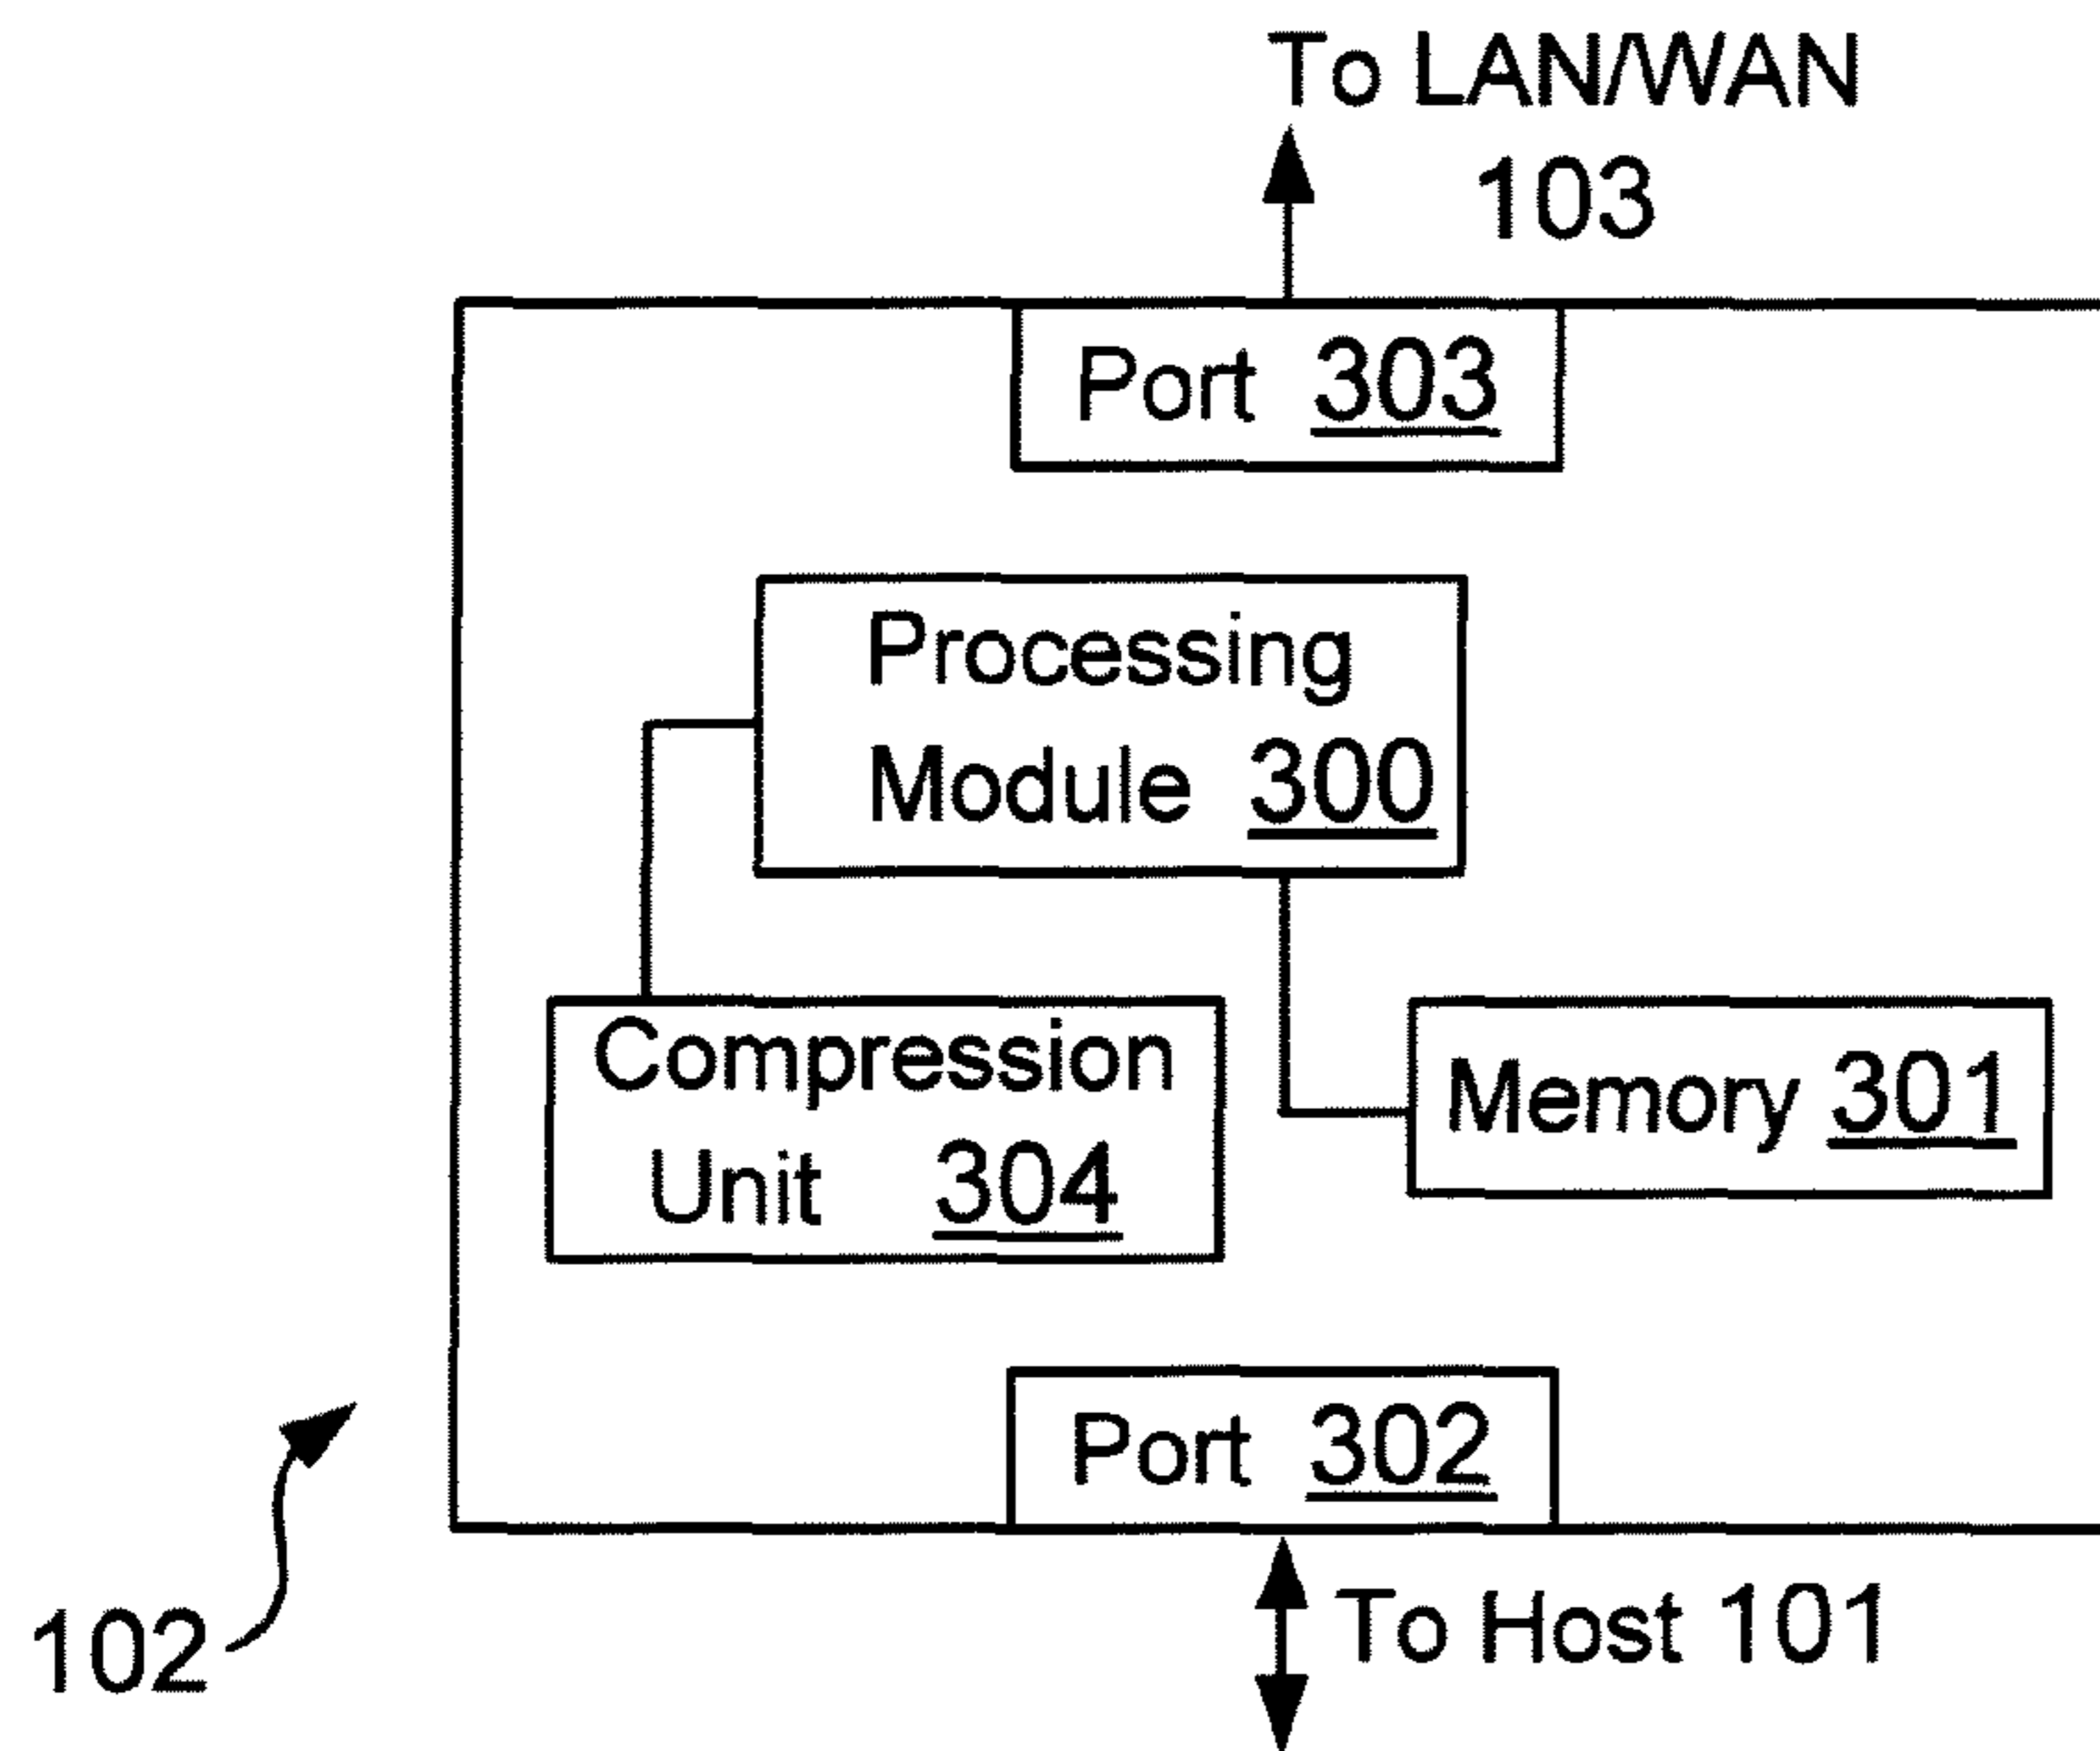 To LAN/WAN
103
Port 303
Processing
Module 300
Compression
Unit 304
Memory 301
Port 302
102
To Host 101